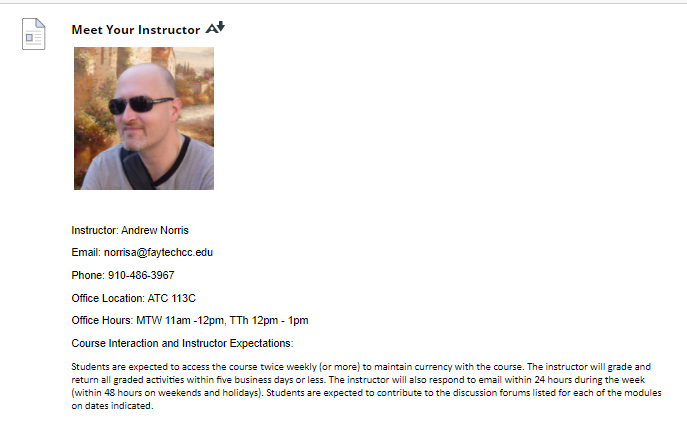 Meet Your Instructor
Instructor: Andrew Norris
Email: norrisa@faytechcc.edu
Phone: 910-486-3967
Office Location: ATC 113C
Office Hours: MTW 11am -12pm, TTh 12pm - 1pm
Course Interaction and Instructor Expectations:
Students are expected to access the course twice weekly (or more) to maintain currency with the course. The instructor will grade and
return all graded activities within five business days or less. The instructor will also respond to email within 24 hours during the week
(within 48 hours on weekends and holidays). Students are expected to contribute to the discussion forums listed for each of the modules
on dates indicated.